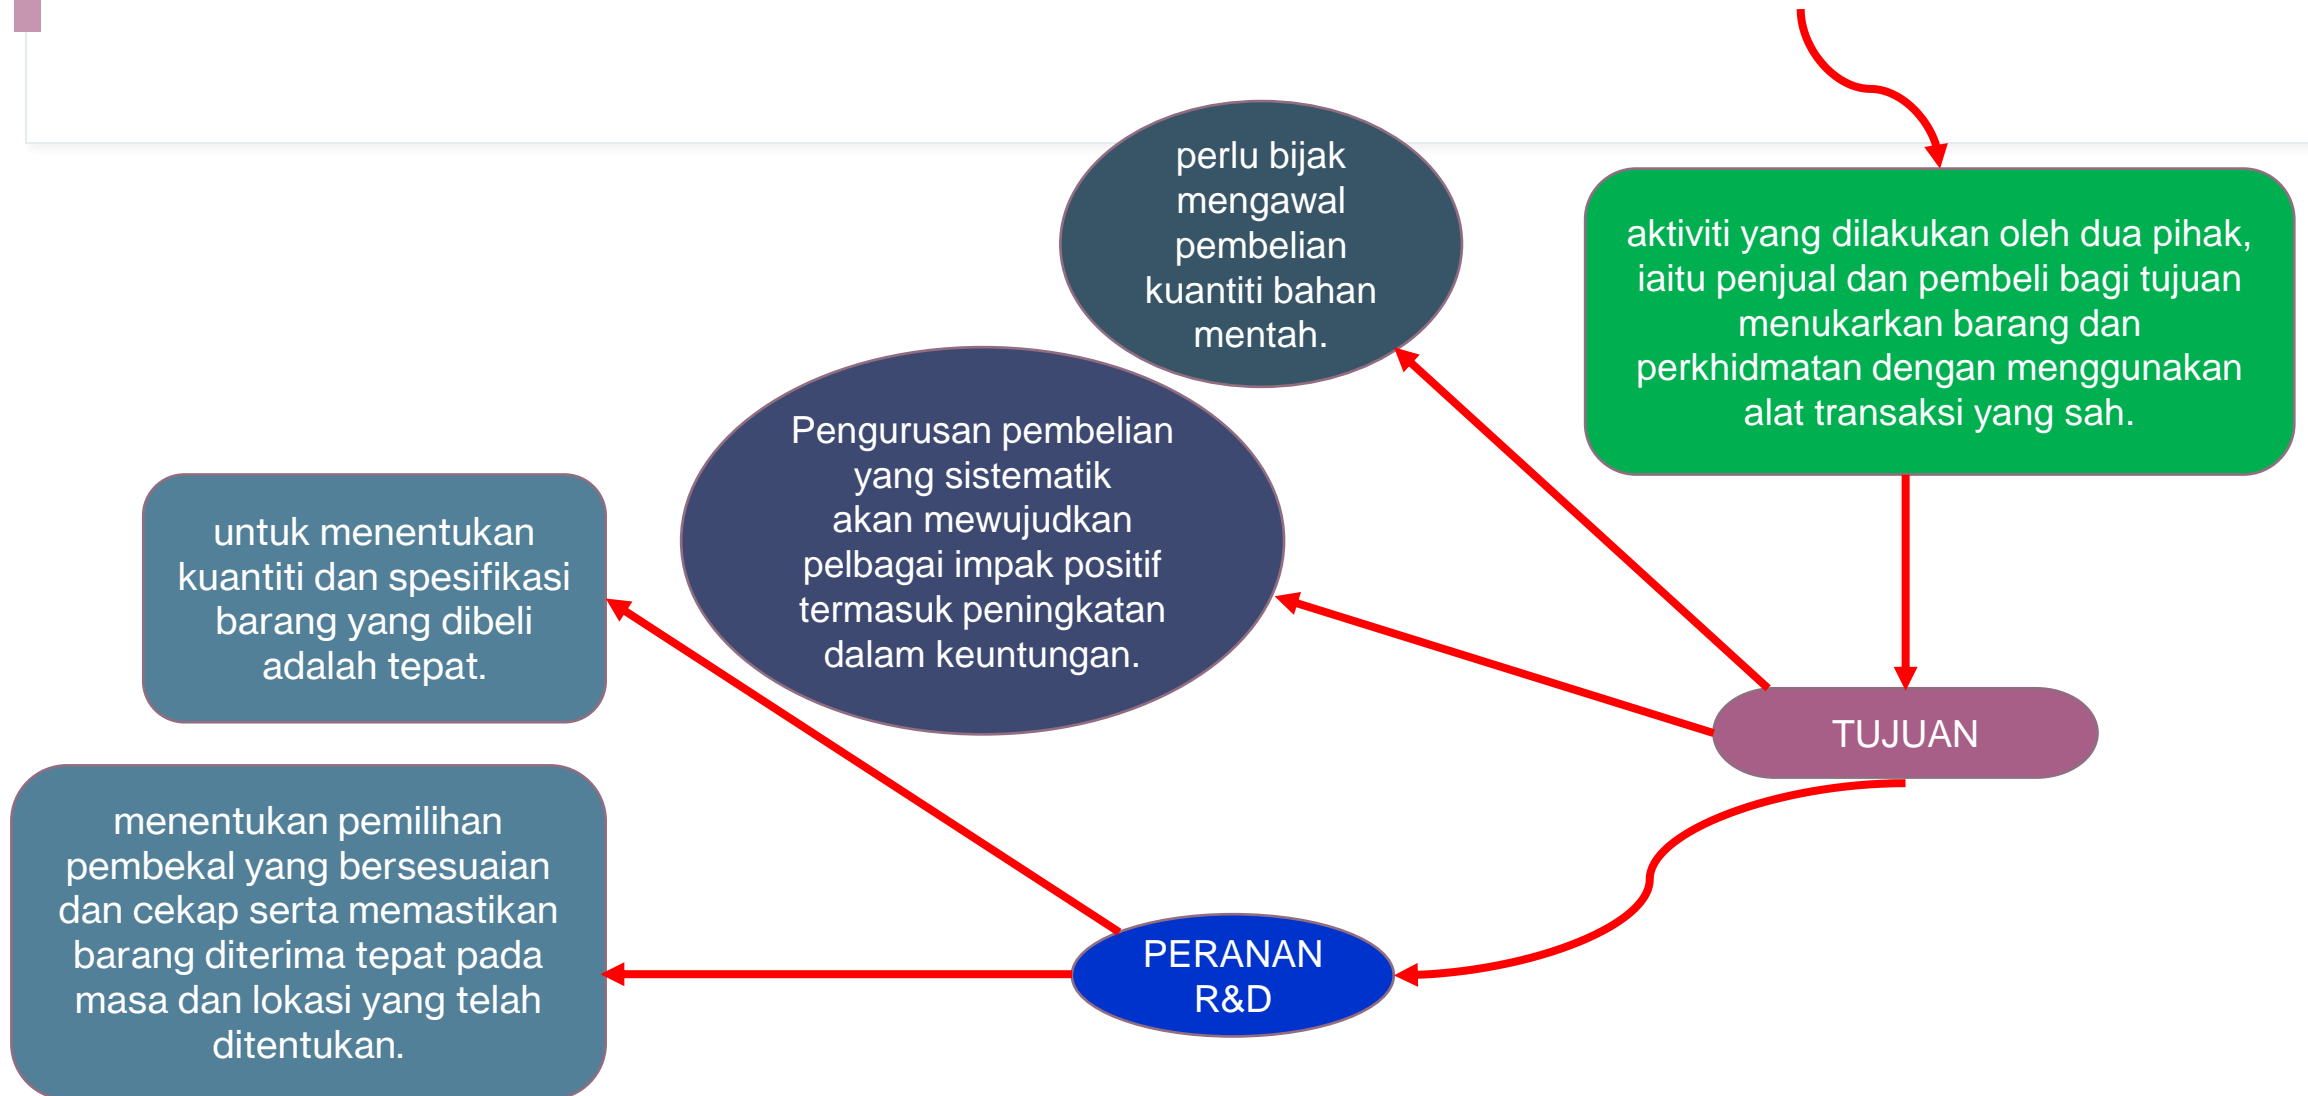 perlu bijak
mengawal
pembelian
kuantiti bahan
mentah.
aktiviti yang dilakukan oleh dua pihak,
iaitu penjual dan pembeli bagi tujuan
menukarkan barang dan
perkhidmatan dengan menggunakan
alat transaksi yang sah.
Pengurusan pembelian
yang sistematik
akan mewujudkan
pelbagai impak positif
termasuk peningkatan
dalam keuntungan.
untuk menentukan
kuantiti dan spesifikasi
barang yang dibeli
adalah tepat.
TUJUAN
menentukan pemilihan
pembekal yang bersesuaian
dan cekap serta memastikan
barang diterima tepat pada
masa dan lokasi yang telah
ditentukan.
PERANAN
R&D